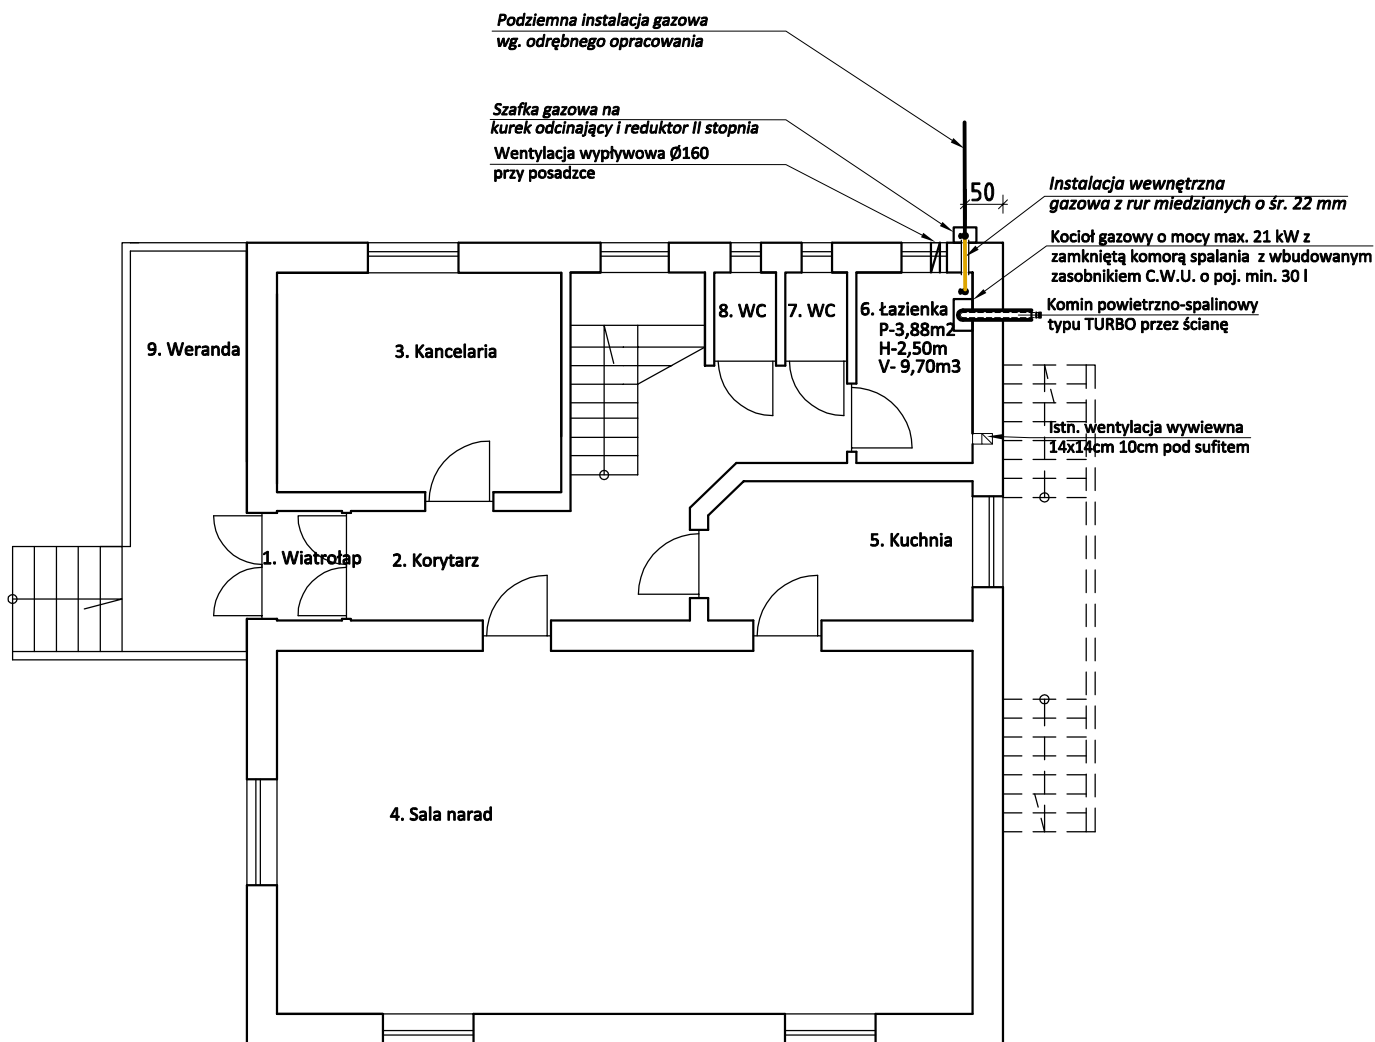 Podziemna instalacja gazowa
wg. odrębnego opracowania
Szafka gazowa na
kurek odcinający i reduktor II stopnia
Wentylacja wypływowa Ø160
przy posadzce
50
Instalacja wewnętrzna
gazowa z rur miedzianych o śr. 22 mm
Kocioł gazowy o mocy max. 21 kW z
zamkniętą komorą spalania z wbudowanym
zasobnikiem C.W.U. o poj. min. 30 l
Komin powietrzno-spalinowy
typu TURBO przez ścianę
8. WC
7. WC
6. Łazienka
P-3,88m2
H-2,50m
V- 9,70m3
9. Weranda
3. Kancelaria
Istn. wentylacja wywiewna
14x14cm 10cm pod sufitem
5. Kuchnia
1. Wiatrołap
2. Korytarz
4. Sala narad